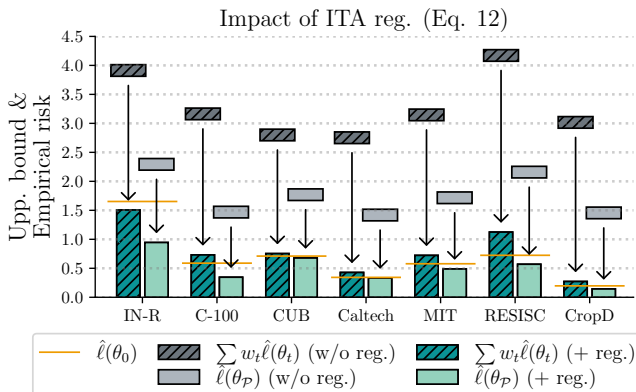 Impact of ITA reg. (Eq. 12)
Upp. bound &
Empirical risk
4.5
4.0
3.5
3.0
2.5
2.0
1.5
1.0
0.5
0.0
IN-R C-100 CUB Caltech MIT RESISC CropD
ℓ̂(θ₀) ∑ wₜℓ̂(θₜ) (w/o reg.) ∑ wₜℓ̂(θₜ) (+ reg.)
ℓ̂(θ_𝒫) (w/o reg.) ℓ̂(θ_𝒫) (+ reg.)